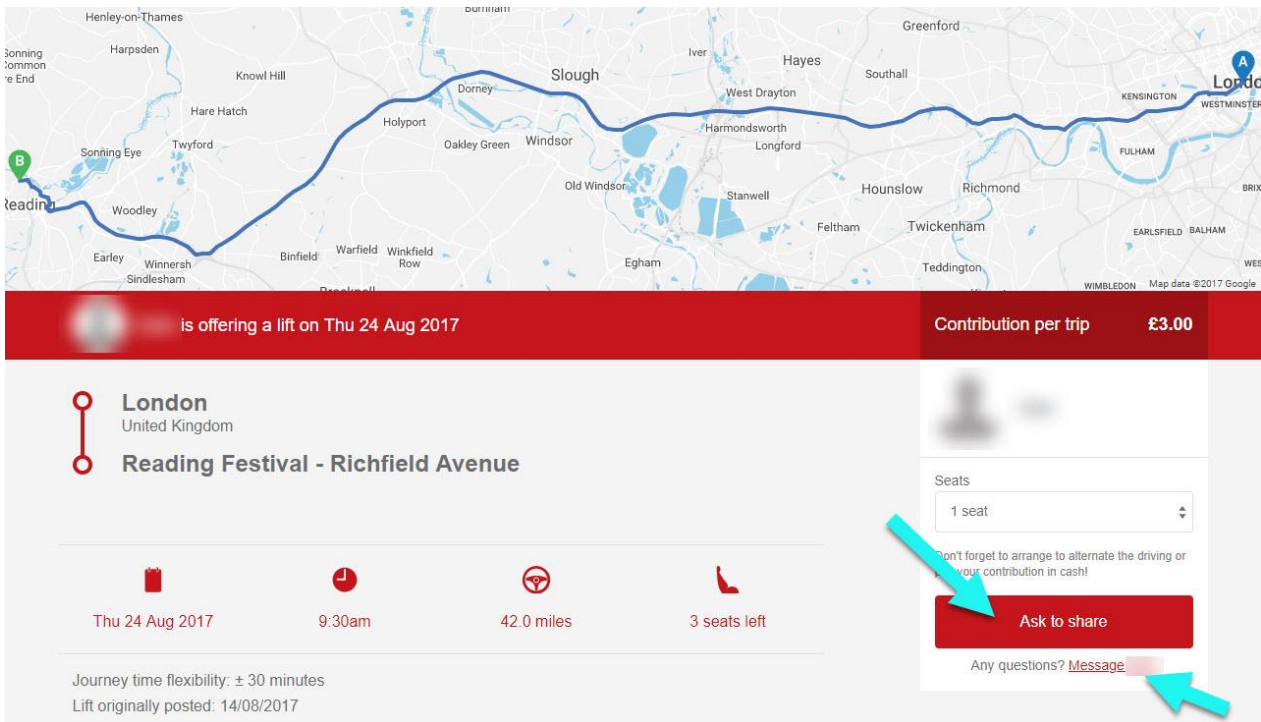 Henley-on-Thames
Greenford
Sonning
Common
Harpsden
Iver
Hayes
re End
Knowl Hill
Slough
Southall
A
Dorney
West Drayton
Hare Hatch
KENSINGTON
WESTMINSTER
Holyport
Harmondsworth
Sonning Eye
Twyford
Oakley Green
Windsor
Longford
FULHAM
B
Old Windsor
Stanwell
Hounslow
Richmond
Reading
Woodley
Feltham
Twickenham
EARLSFIELD
BALHAM
Earley
Winnersh
Binfield
Warfield
Winkfield
Row
Egham
Teddington
Sindlesham
WIMBLEDON
Map data ©2017 Google
is offering a lift on Thu 24 Aug 2017
Contribution per trip £3.00
London
United Kingdom
Reading Festival - Richfield Avenue
Seats
1 seat
Don't forget to arrange to alternate the driving or
your contribution in cash!
Thu 24 Aug 2017
9:30am
42.0 miles
3 seats left
Ask to share
Any questions? Message
Journey time flexibility: ± 30 minutes
Lift originally posted: 14/08/2017